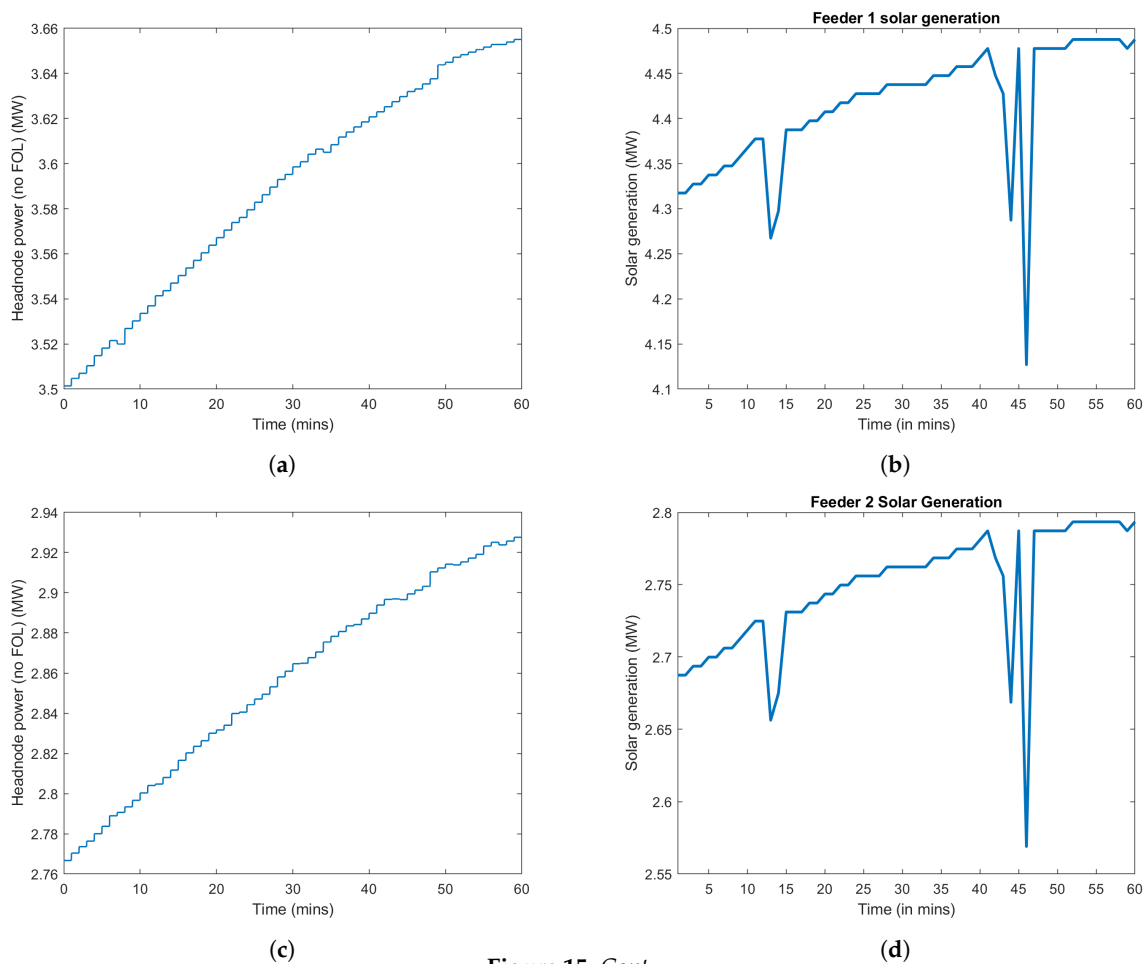 3.66
3.64
3.62
3.6
3.58
3.56
3.54
3.52
3.5
Headnode power (no FOL) (MW)
0 10 20 30 40 50 60
Time (mins)
(a)
Feeder 1 solar generation
4.5
4.45
4.4
4.35
4.3
4.25
4.2
4.15
4.1
Solar generation (MW)
5 10 15 20 25 30 35 40 45 50 55 60
Time (in mins)
(b)
2.94
2.92
2.9
2.88
2.86
2.84
2.82
2.8
2.78
2.76
Headnode power (no FOL) (MW)
0 10 20 30 40 50 60
Time (mins)
(c)
Feeder 2 Solar Generation
2.8
2.75
2.7
2.65
2.6
2.55
Solar generation (MW)
5 10 15 20 25 30 35 40 45 50 55 60
Time (in mins)
(d)